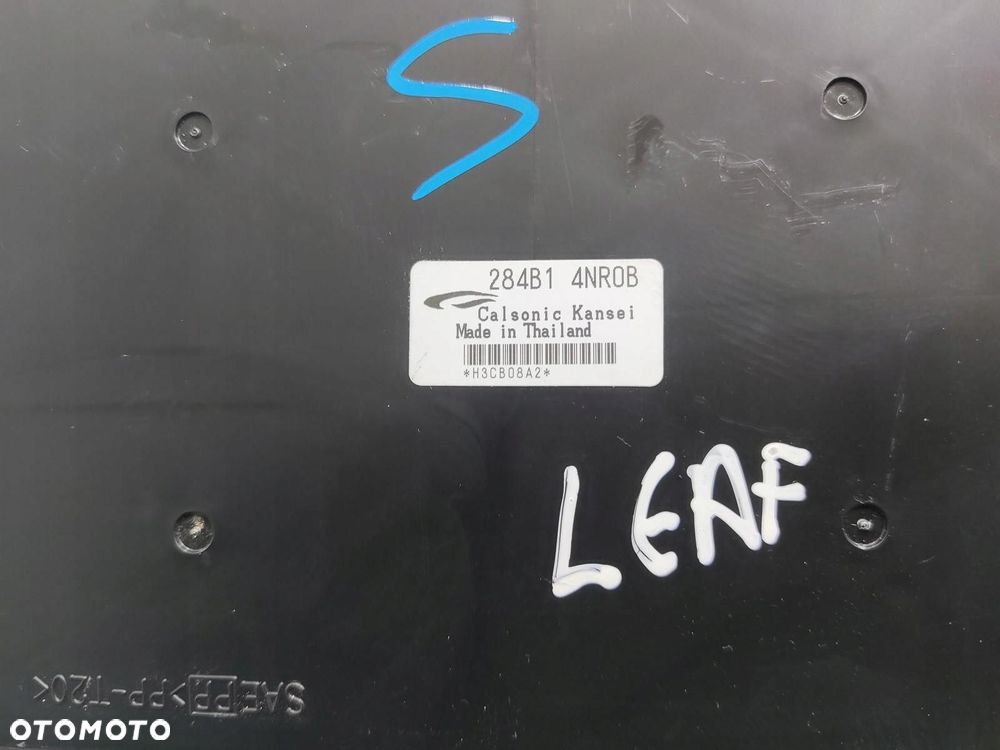 S
284B1 4NR0B
Calsonic Kansei
Made in Thailand
*H3CB08A2*
LEAF
SAE PP >PP-T20<
OTOMOTO